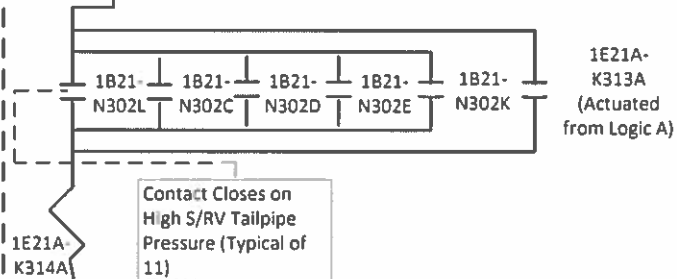 1B21-
N302L
1B21-
N302C
1B21-
N302D
1B21-
N302E
1B21-
N302K
1E21A-
K313A
(Actuated
from Logic A)
Contact Closes on
High S/RV Tailpipe
Pressure (Typical of
11)
1E21A-
K314A